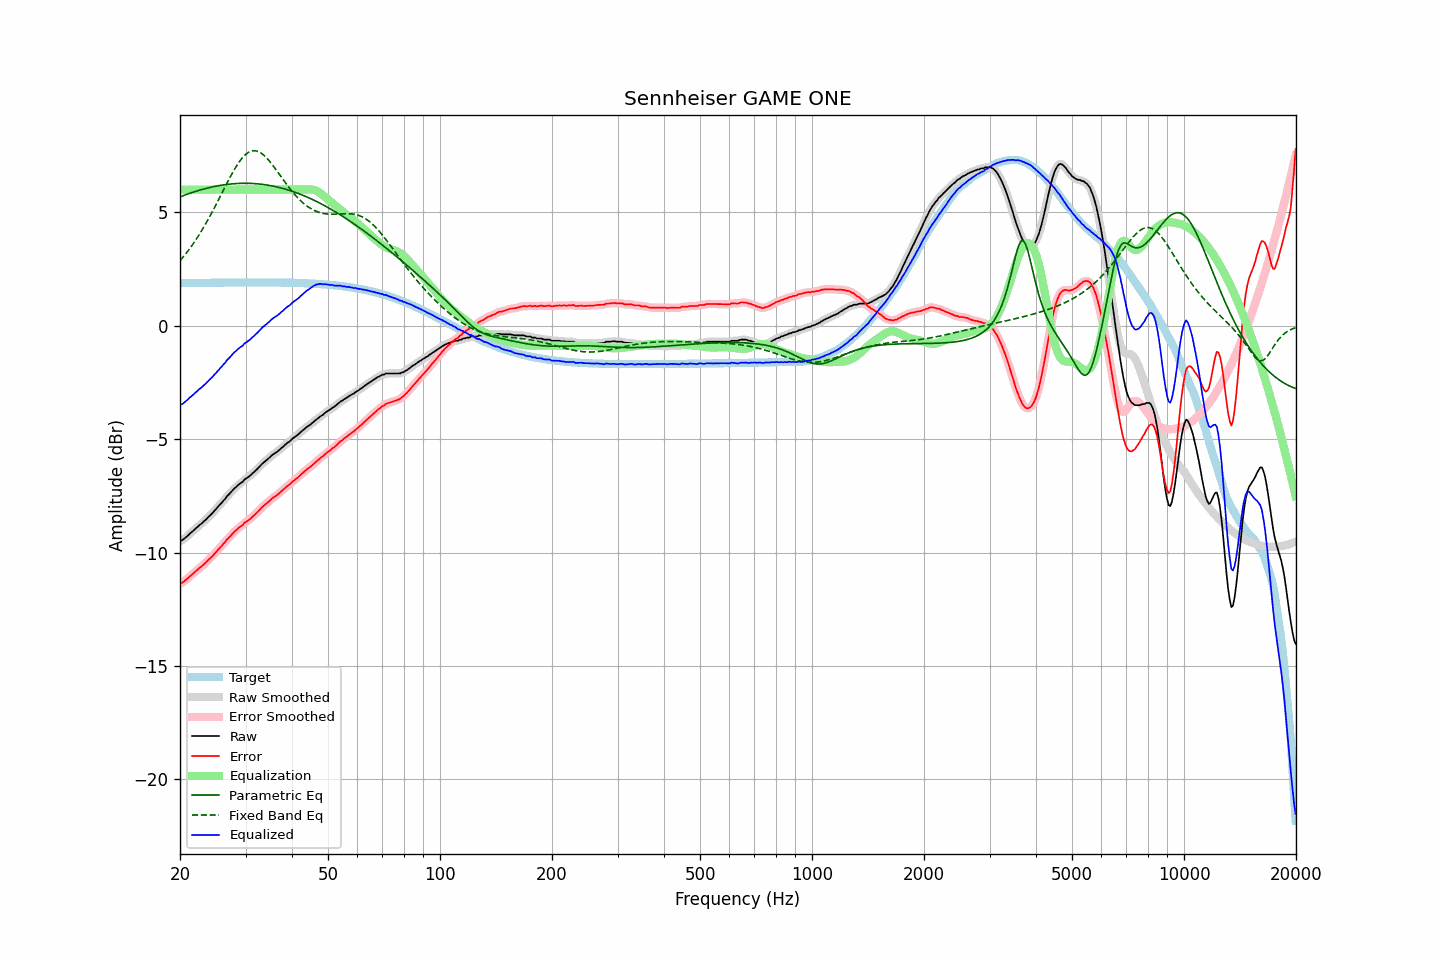 Sennheiser GAME ONE
Amplitude (dBr)
5
0
−5
−10
−15
−20
Target
Raw Smoothed
Error Smoothed
Raw
Error
Equalization
Parametric Eq
Fixed Band Eq
Equalized
20 50 100 200 500 1000 2000 5000 10000 20000
Frequency (Hz)